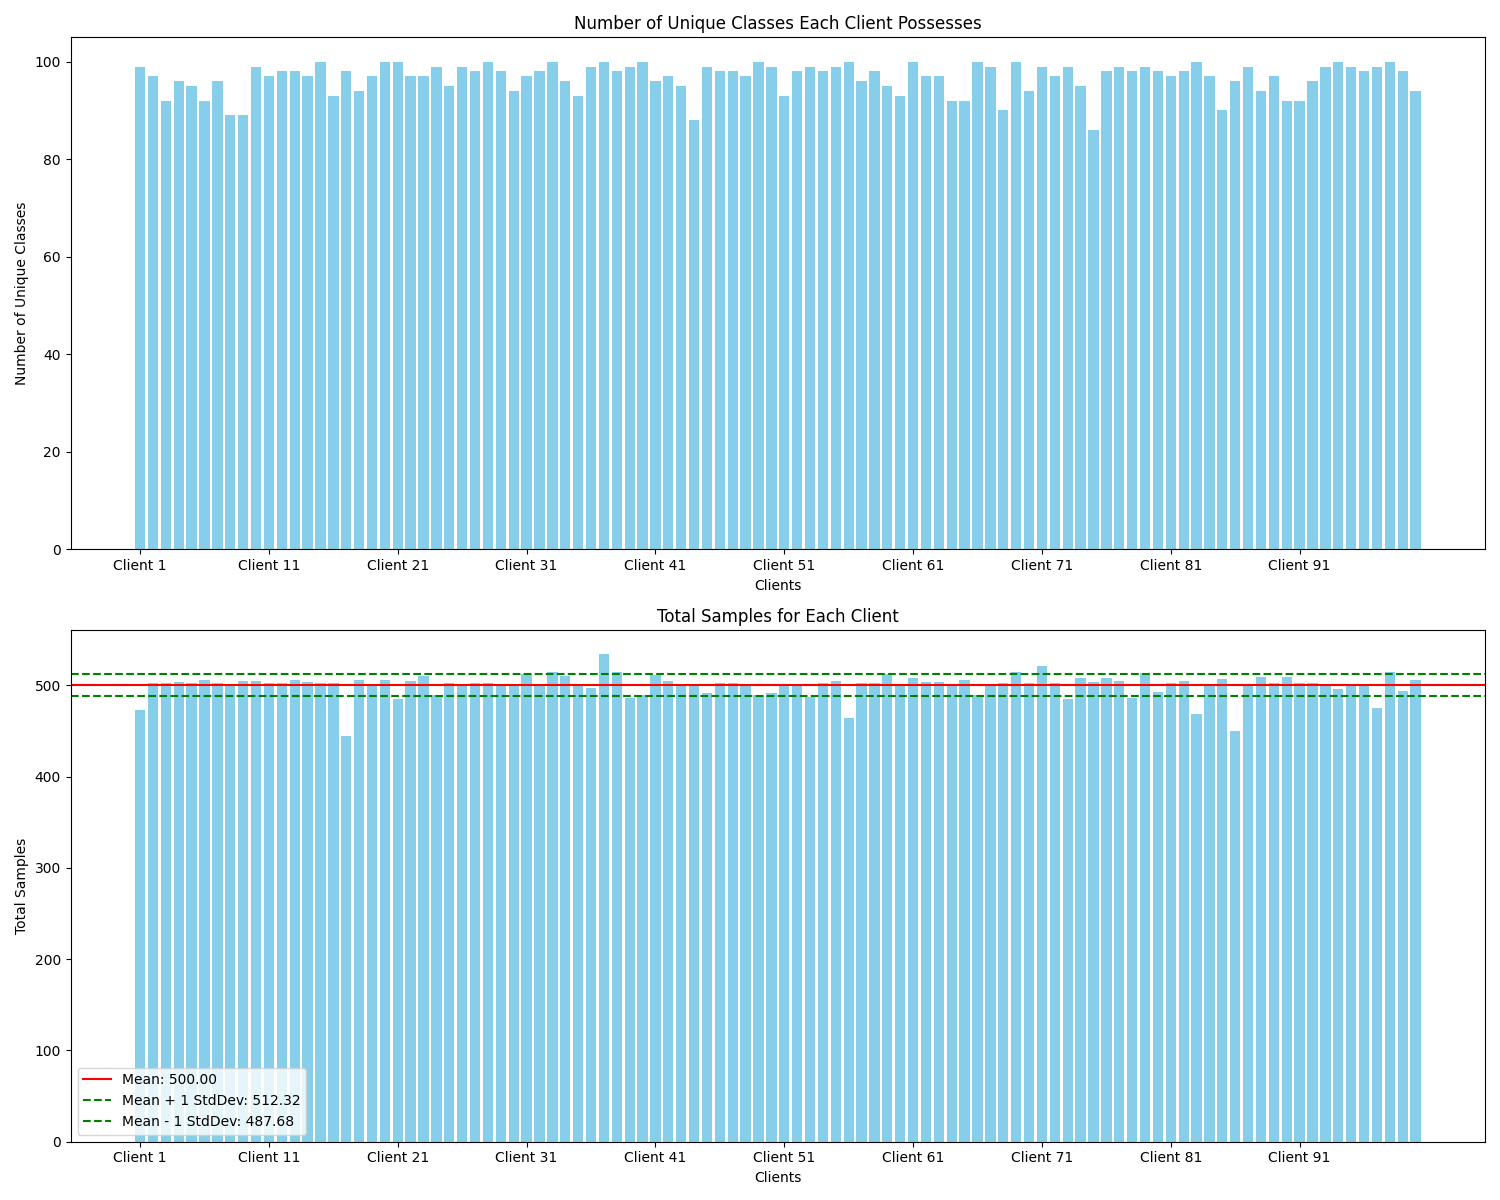 Number of Unique Classes Each Client Possesses
100
80
60
40
20
0
Number of Unique Classes
Client 1 Client 11 Client 21 Client 31 Client 41 Client 51 Client 61 Client 71 Client 81 Client 91
Clients
Total Samples for Each Client
500
400
300
200
100
0
Total Samples
Mean: 500.00
Mean + 1 StdDev: 512.32
Mean - 1 StdDev: 487.68
Client 1 Client 11 Client 21 Client 31 Client 41 Client 51 Client 61 Client 71 Client 81 Client 91
Clients